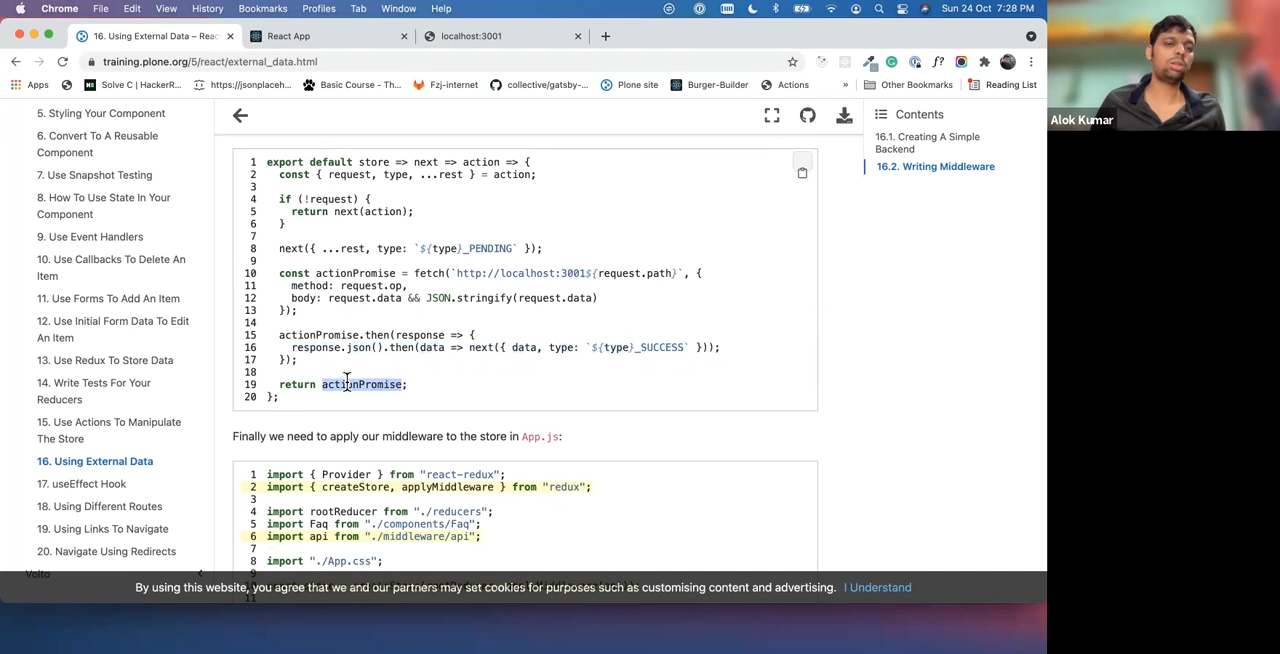 Chrome File Edit View History Bookmarks Profiles Tab Window Help Sun 24 Oct 7:28 PM
16. Using External Data – Reac
React App
localhost:3001
training.plone.org/5/react/external_data.html
Apps
Solve C | HackerR...
https://jsonplaceh...
Basic Course - Th...
Fzj-internet
collective/gatsby-...
Plone site
Burger-Builder
Actions
»
Other Bookmarks
Reading List
Alok Kumar
5. Styling Your Component
6. Convert To A Reusable
Component
7. Use Snapshot Testing
8. How To Use State In Your
Component
9. Use Event Handlers
10. Use Callbacks To Delete An
Item
11. Use Forms To Add An Item
12. Use Initial Form Data To Edit
An Item
13. Use Redux To Store Data
14. Write Tests For Your
Reducers
15. Use Actions To Manipulate
The Store
16. Using External Data
17. useEffect Hook
18. Using Different Routes
19. Using Links To Navigate
20. Navigate Using Redirects
Volto
1 export default store => next => action => {
2 const { request, type, ...rest } = action;
3
4 if (!request) {
5 return next(action);
6 }
7
8 next({ ...rest, type: `${type}_PENDING` });
9
10 const actionPromise = fetch(`http://localhost:3001${request.path}`, {
11 method: request.op,
12 body: request.data && JSON.stringify(request.data)
13 });
14
15 actionPromise.then(response => {
16 response.json().then(data => next({ data, type: `${type}_SUCCESS` }));
17 });
18
19 return actionPromise;
20 };
Finally we need to apply our middleware to the store in App.js:
1 import { Provider } from "react-redux";
2 import { createStore, applyMiddleware } from "redux";
3
4 import rootReducer from "./reducers";
5 import Faq from "./components/Faq";
6 import api from "./middleware/api";
7
8 import "./App.css";
9
11
Contents
16.1. Creating A Simple
Backend
16.2. Writing Middleware
By using this website, you agree that we and our partners may set cookies for purposes such as customising content and advertising. I Understand